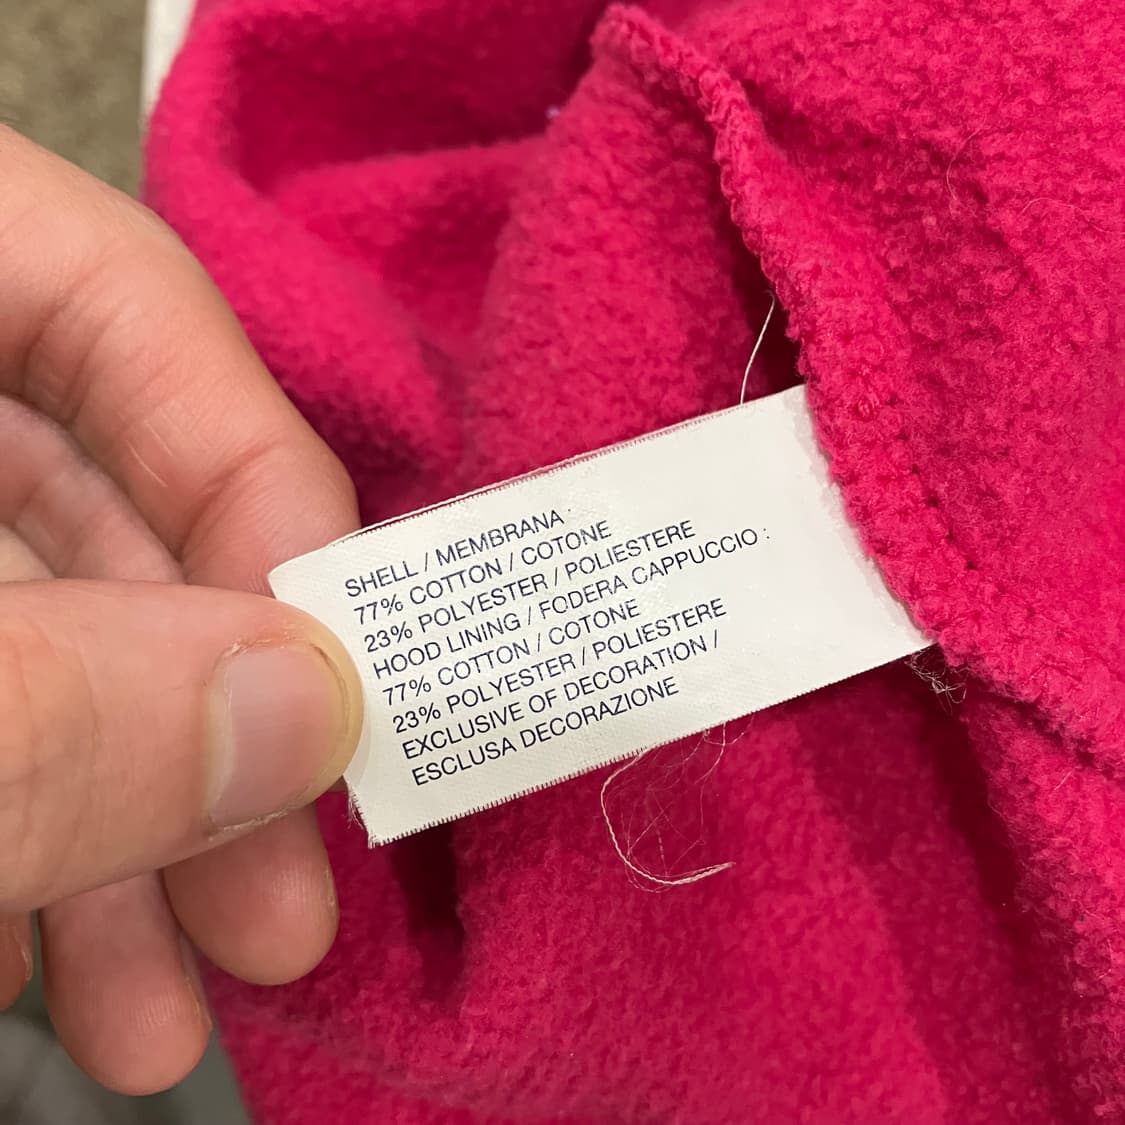 SHELL / MEMBRANA :
77% COTTON / COTONE
23% POLYESTER / POLIESTERE
HOOD LINING / FODERA CAPPUCCIO :
77% COTTON / COTONE
23% POLYESTER / POLIESTERE
EXCLUSIVE OF DECORATION /
ESCLUSA DECORAZIONE